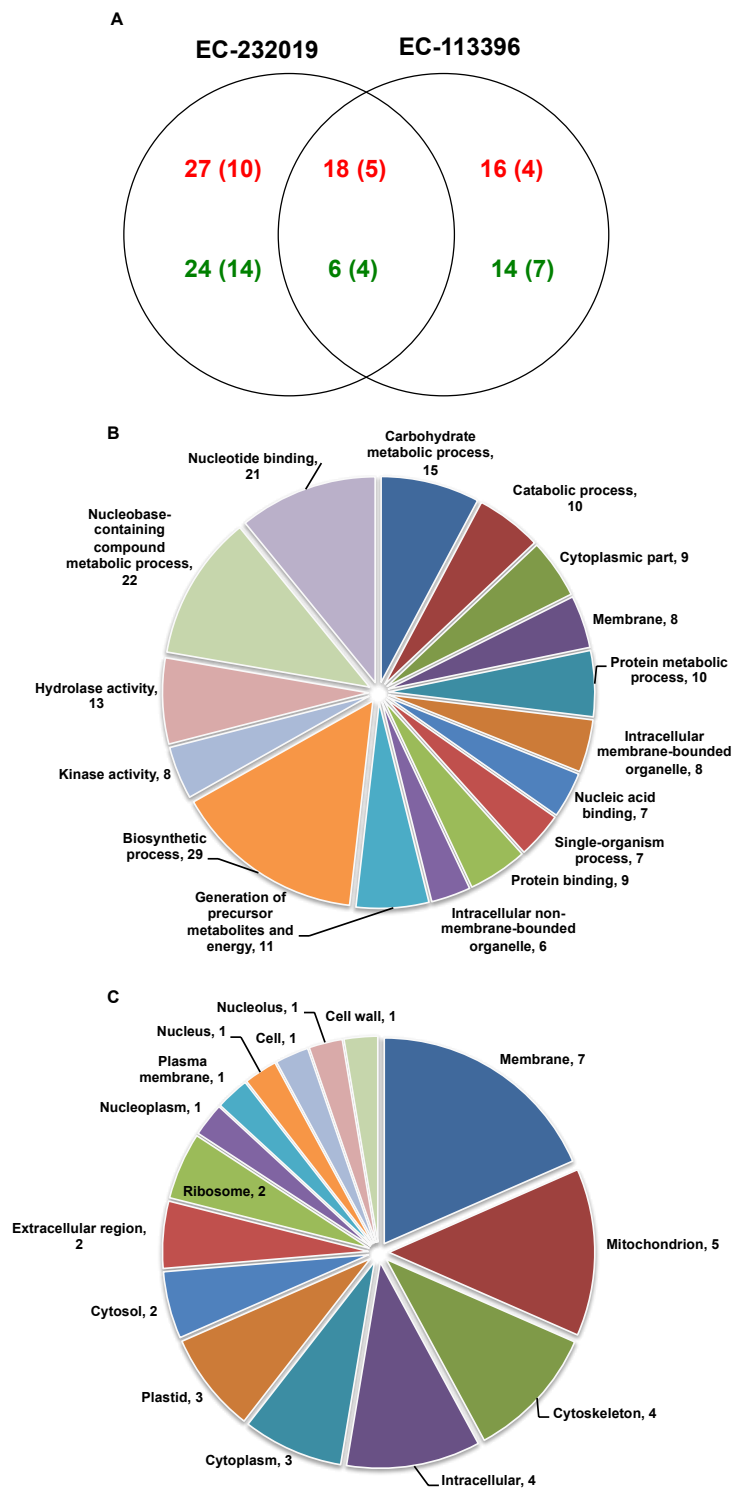 A
EC-232019
EC-113396
27 (10)
18 (5)
16 (4)
24 (14)
6 (4)
14 (7)
B
Carbohydrate
metabolic process,
15
Catabolic process,
10
Cytoplasmic part, 9
Membrane, 8
Protein metabolic
process, 10
Intracellular
membrane-bounded
organelle, 8
Nucleic acid
binding, 7
Single-organism
process, 7
Protein binding, 9
Intracellular non-
membrane-bounded
organelle, 6
Generation of
precursor
metabolites and
energy, 11
Biosynthetic
process, 29
Kinase activity, 8
Hydrolase activity,
13
Nucleobase-
containing
compound
metabolic process,
22
Nucleotide binding,
21
C
Membrane, 7
Mitochondrion, 5
Cytoskeleton, 4
Intracellular, 4
Cytoplasm, 3
Plastid, 3
Cytosol, 2
Extracellular region,
2
Ribosome, 2
Nucleoplasm, 1
Plasma
membrane, 1
Nucleus, 1
Cell, 1
Nucleolus, 1
Cell wall, 1